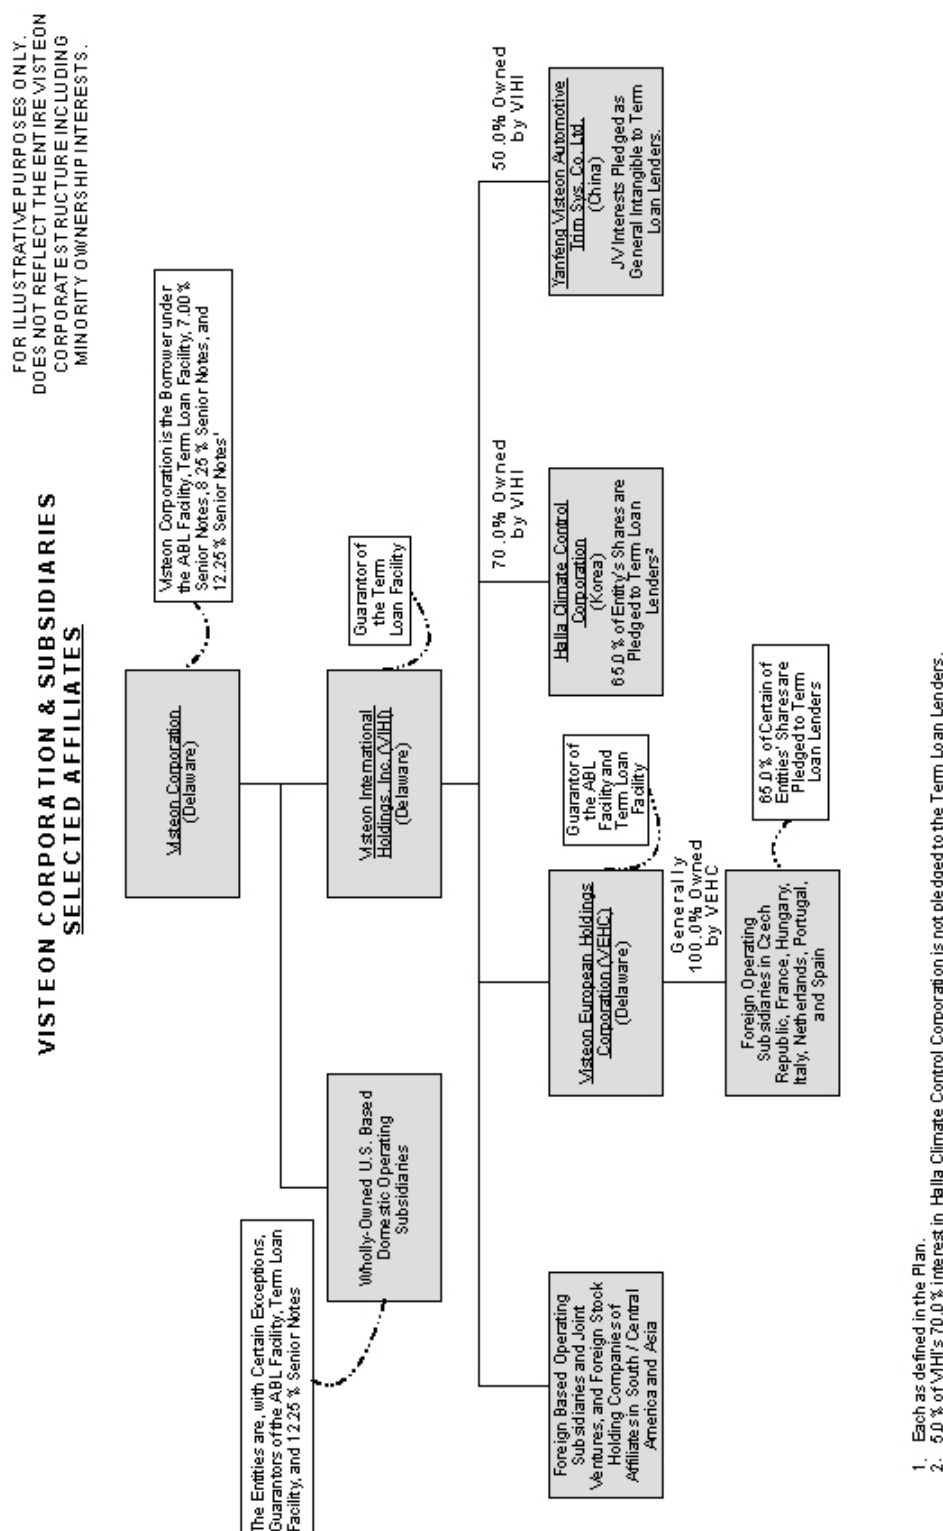 FOR ILLUSTRATIVE PURPOSES ONLY.
DOES NOT REFLECT THE ENTIRE VISTEON
CORPORATE STRUCTURE INCLUDING
MINORITY OWNERSHIP INTERESTS.
VISTEON CORPORATION & SUBSIDIARIES
SELECTED AFFILIATES
Visteon Corporation
(Delaware)
Visteon Corporation is the Borrower under
the ABL Facility, Term Loan Facility, 7.00%
Senior Notes, 8.25% Senior Notes, and
12.25% Senior Notes¹
The Entities are, with Certain Exceptions,
Guarantors of the ABL Facility, Term Loan
Facility, and 12.25% Senior Notes
Wholly-Owned U.S. Based
Domestic Operating
Subsidiaries
Visteon International
Holdings, Inc. (VIHI)
(Delaware)
Guarantor of
the Term
Loan Facility
70.0% Owned
by VIHI
50.0% Owned
by VIHI
Foreign Based Operating
Subsidiaries and Joint
Ventures, and Foreign Stock
Holding Companies of
Affiliates in South / Central
America and Asia
Visteon European Holdings
Corporation (VEHC)
(Delaware)
Guarantor of
the ABL
Facility and
Term Loan
Facility
Halla Climate Control
Corporation
(Korea)
65.0% of Entity's Shares are
Pledged to Term Loan
Lenders²
Yanfeng Visteon Automotive
Trim Sys. Co. Ltd.
(China)
JV Interests Pledged as
General Intangible to Term
Loan Lenders.
Generally
100.0% Owned
by VEHC
Foreign Operating
Subsidiaries in Czech
Republic, France, Hungary,
Italy, Netherlands, Portugal,
and Spain
65.0% of Certain of
Entities' Shares are
Pledged to Term
Loan Lenders
1. Each as defined in the Plan.
2. 5.0% of VIHI's 70.0% interest in Halla Climate Control Corporation is not pledged to the Term Loan Lenders.